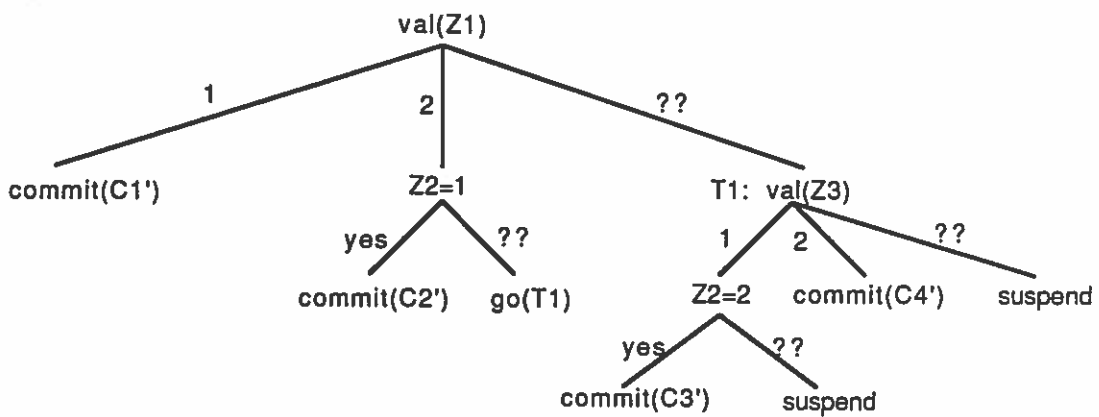 val(Z1)
1
2
??
commit(C1')
Z2=1
T1: val(Z3)
yes
??
1
2
??
commit(C2')
go(T1)
Z2=2
commit(C4')
suspend
yes
??
commit(C3')
suspend